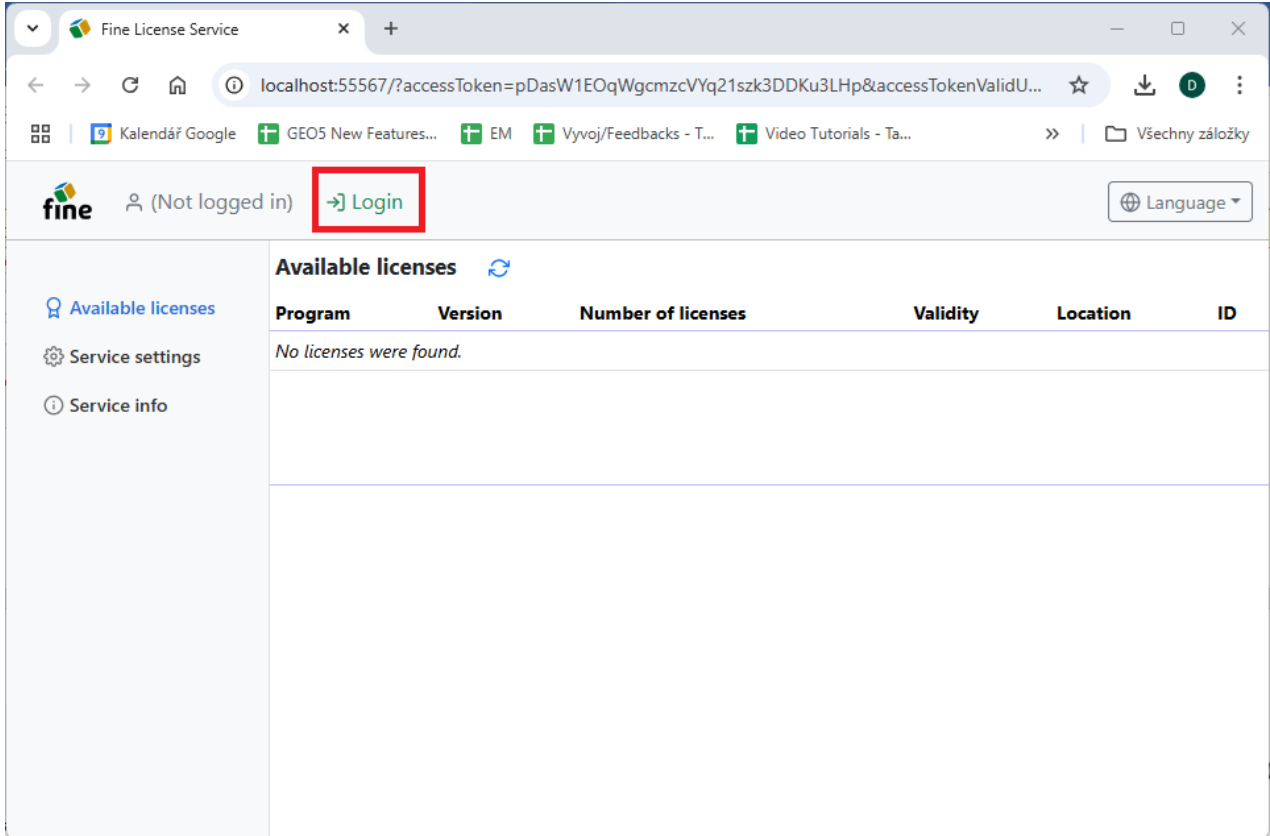 Fine License Service
localhost:55567/?accessToken=pDasW1EOqWgcmzcVYq21szk3DDKu3LHp&accessTokenValidU...
D
9 Kalendář Google GEO5 New Features... EM Vyvoj/Feedbacks - T... Video Tutorials - Ta... » Všechny záložky
fine (Not logged in) Login Language
Available licenses
Service settings
Service info
Available licenses
Program Version Number of licenses Validity Location ID
No licenses were found.